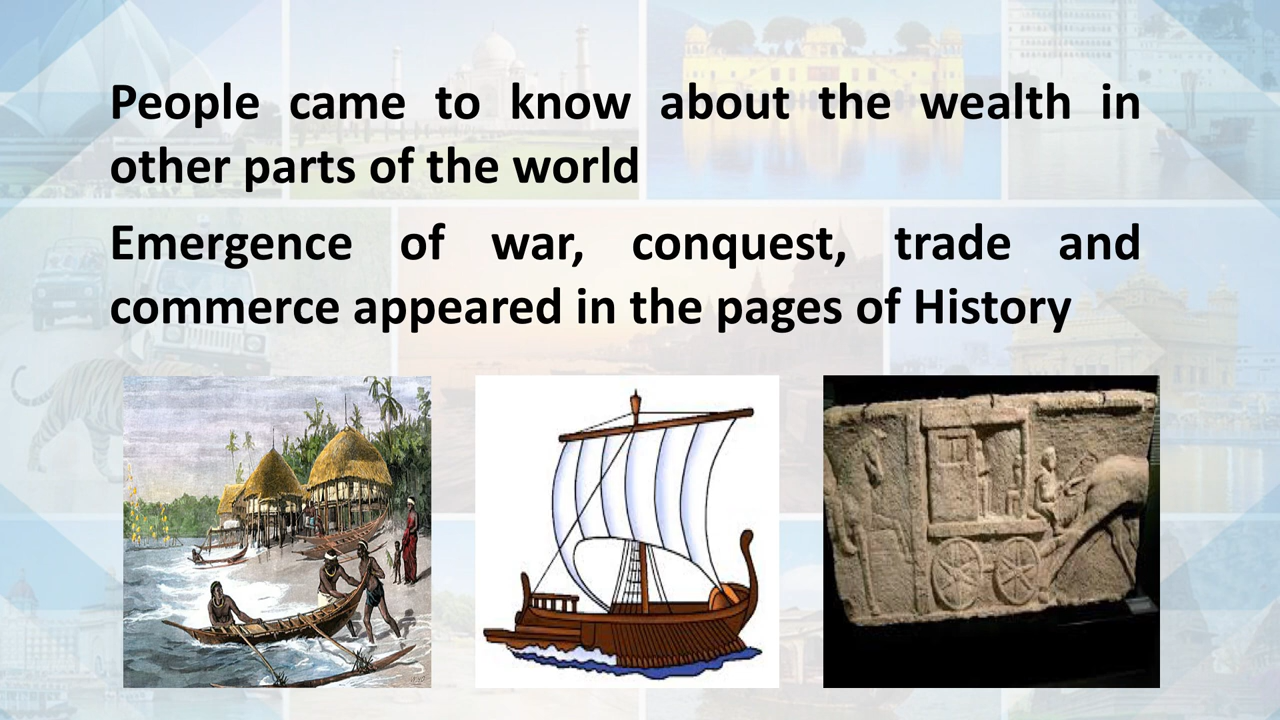 People came to know about the wealth in
other parts of the world
Emergence of war, conquest, trade and
commerce appeared in the pages of History